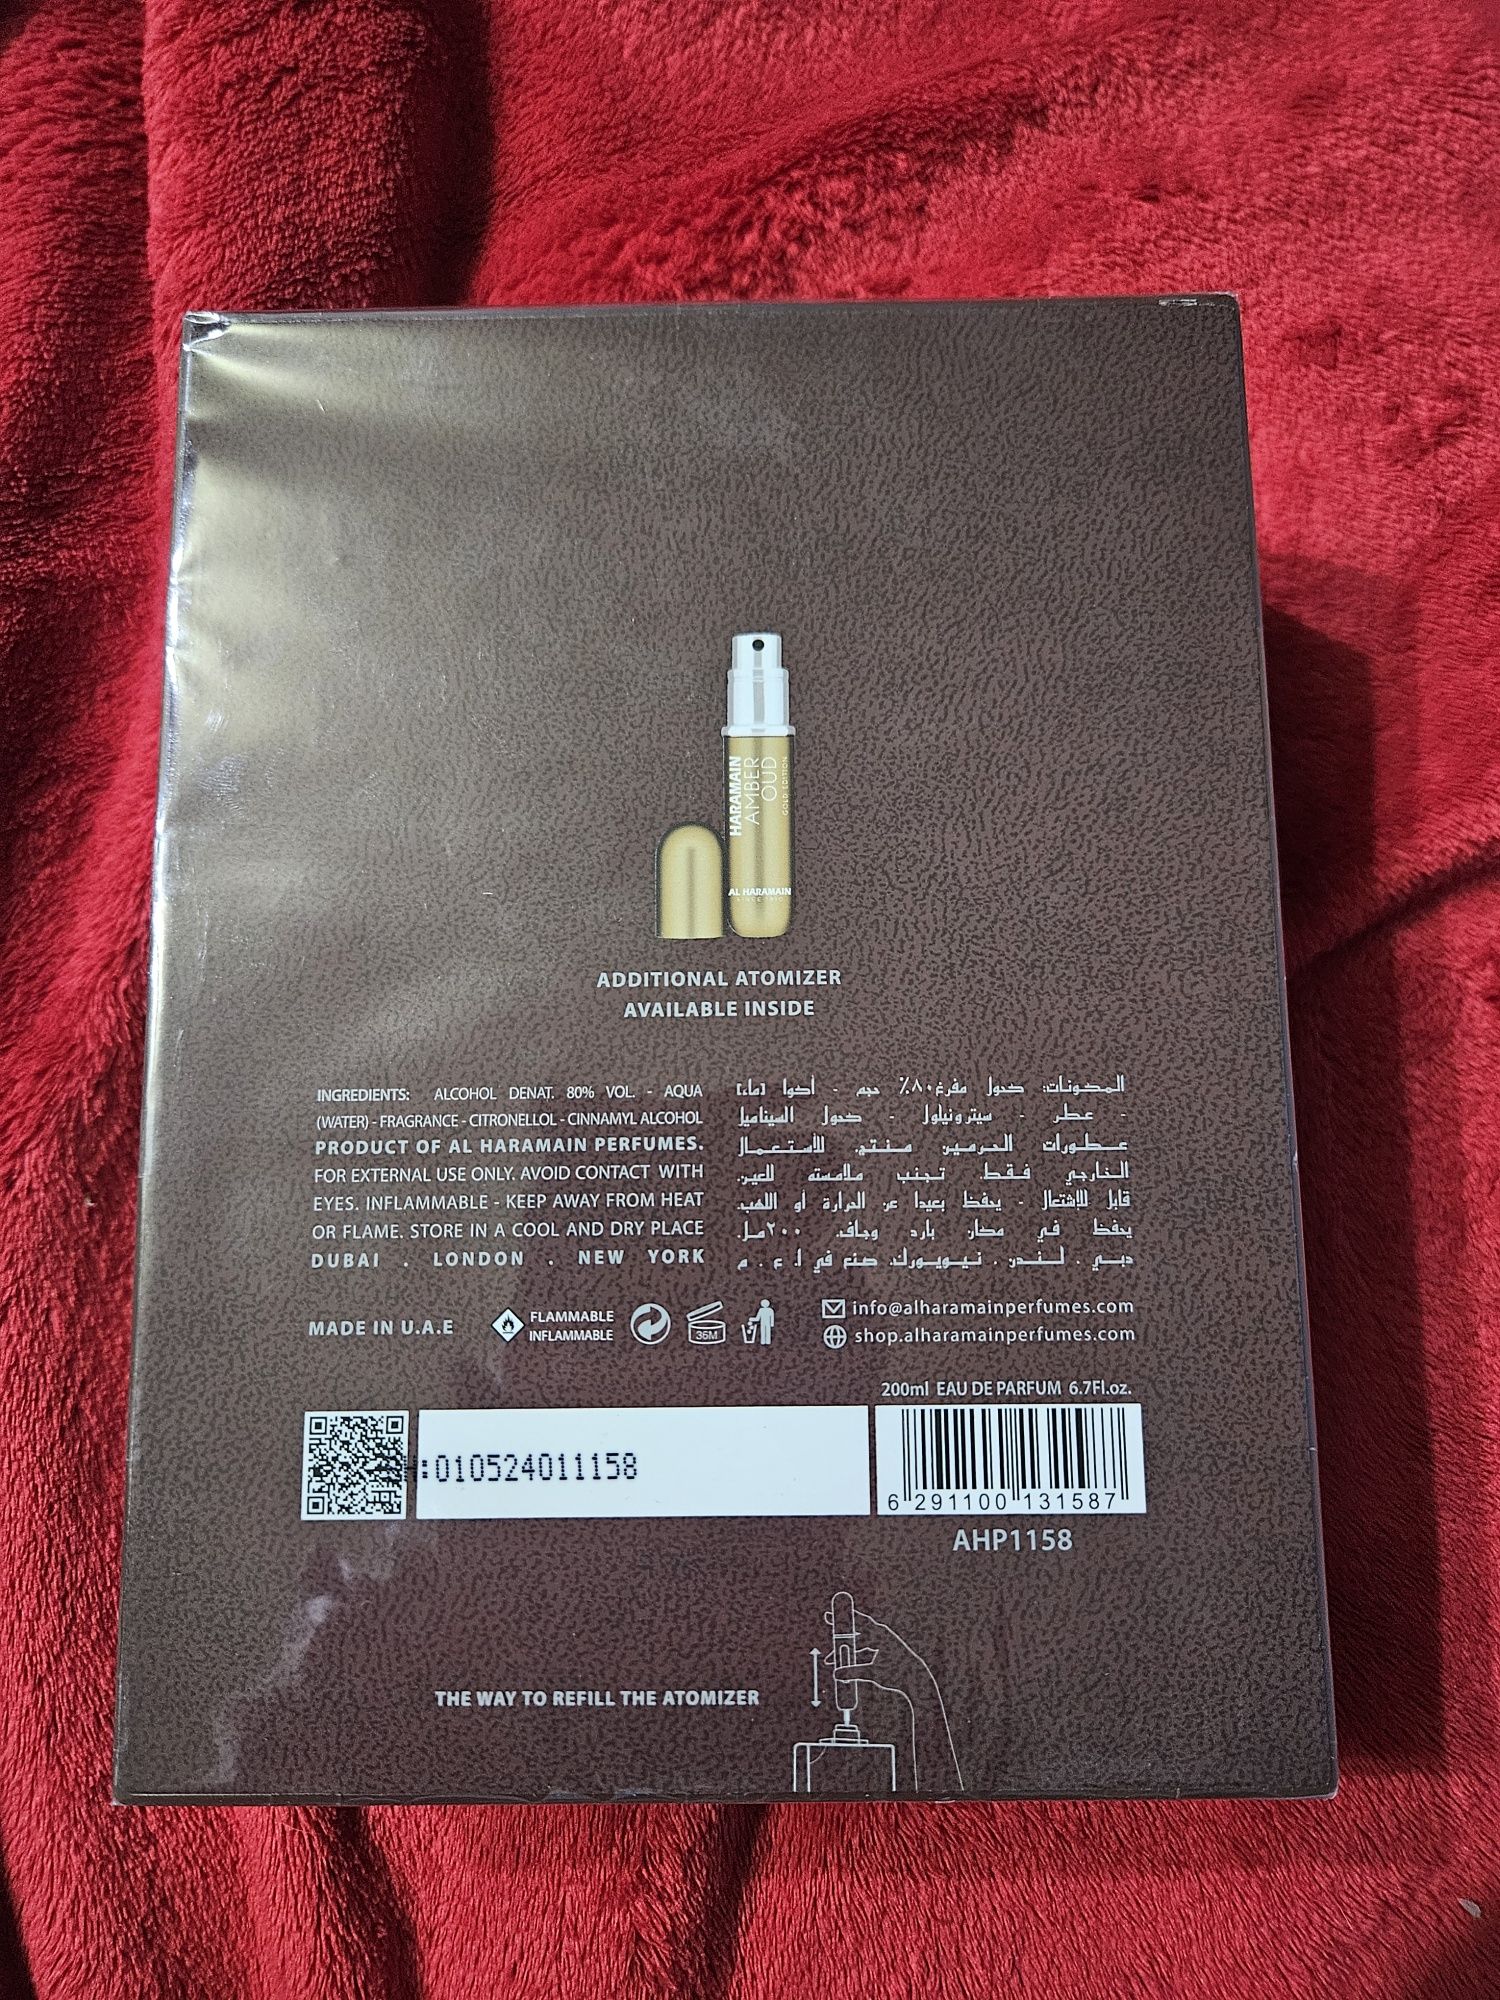 HARAMAIN
AMBER
OUD
GOLD EDITION
AL HARAMAIN
ADDITIONAL ATOMIZER
AVAILABLE INSIDE
INGREDIENTS: ALCOHOL DENAT. 80% VOL. - AQUA
(WATER) - FRAGRANCE - CITRONELLOL - CINNAMYL ALCOHOL
PRODUCT OF AL HARAMAIN PERFUMES.
FOR EXTERNAL USE ONLY. AVOID CONTACT WITH
EYES. INFLAMMABLE - KEEP AWAY FROM HEAT
OR FLAME. STORE IN A COOL AND DRY PLACE
DUBAI . LONDON . NEW YORK
المكونات: كحول مفرغ ٨٠٪ حجم - أكوا (ماء)
- عطر - سيترونيلول - كحول السيناميل
عطورات الحرمين منتج. للأستعمال
الخارجي فقط. تجنب ملامسته للعين.
قابل للاشتعال - يحفظ بعيدا عن الحرارة أو اللهب.
يحفظ في مكان بارد وجاف. ٢٠٠مل.
دبي . لندن . نيويورك. صنع في ا. ع . م
MADE IN U.A.E
FLAMMABLE
INFLAMMABLE
36M
info@alharamainperfumes.com
shop.alharamainperfumes.com
200ml EAU DE PARFUM 6.7Fl.oz.
:010524011158
6 291100 131587
AHP1158
THE WAY TO REFILL THE ATOMIZER